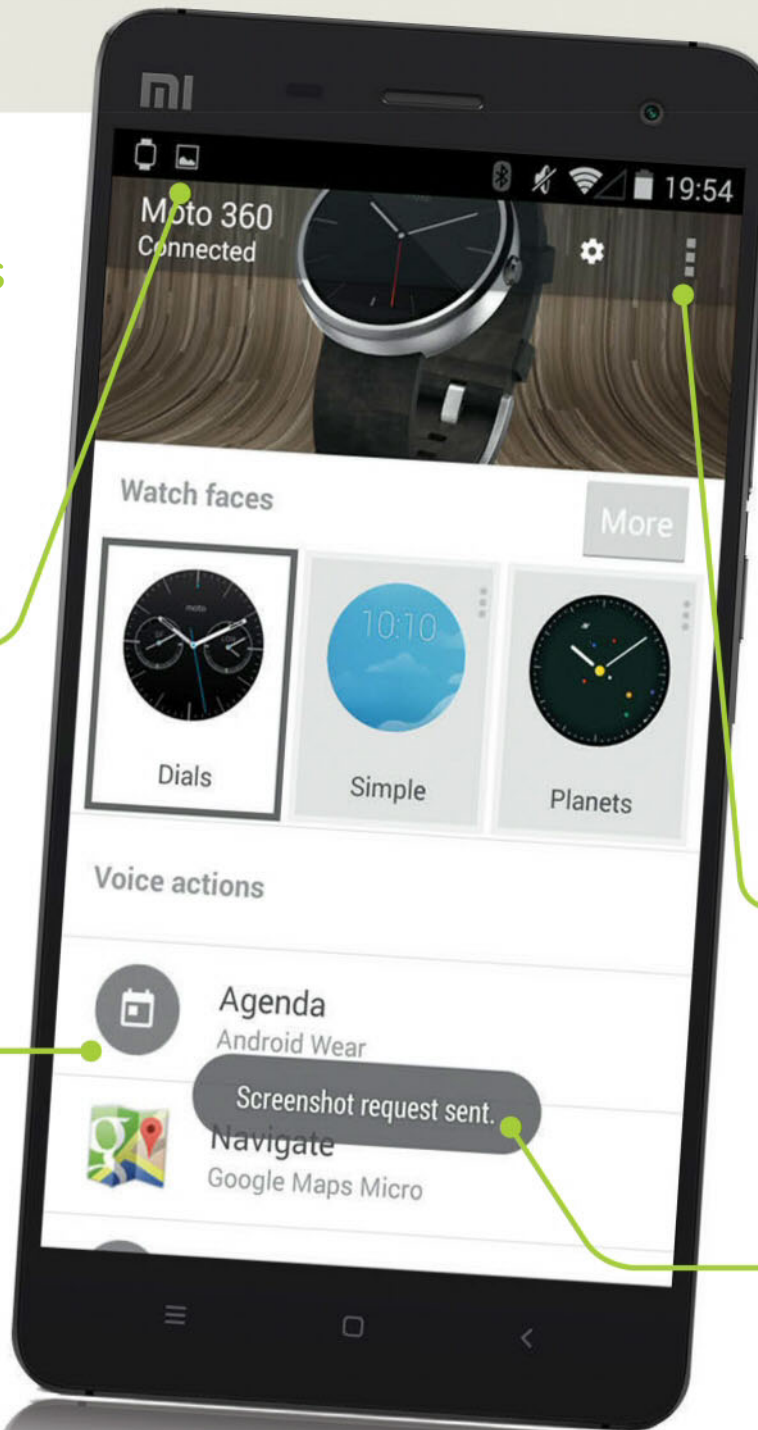 s
mi
19:54
Moto 360
Connected
Watch faces
More
moto
10:10
Dials
Simple
Planets
Voice actions
Agenda
Android Wear
Screenshot request sent.
Navigate
Google Maps Micro